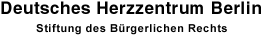 Deutsches Herzzentrum Berlin
Stiftung des Bürgerlichen Rechts